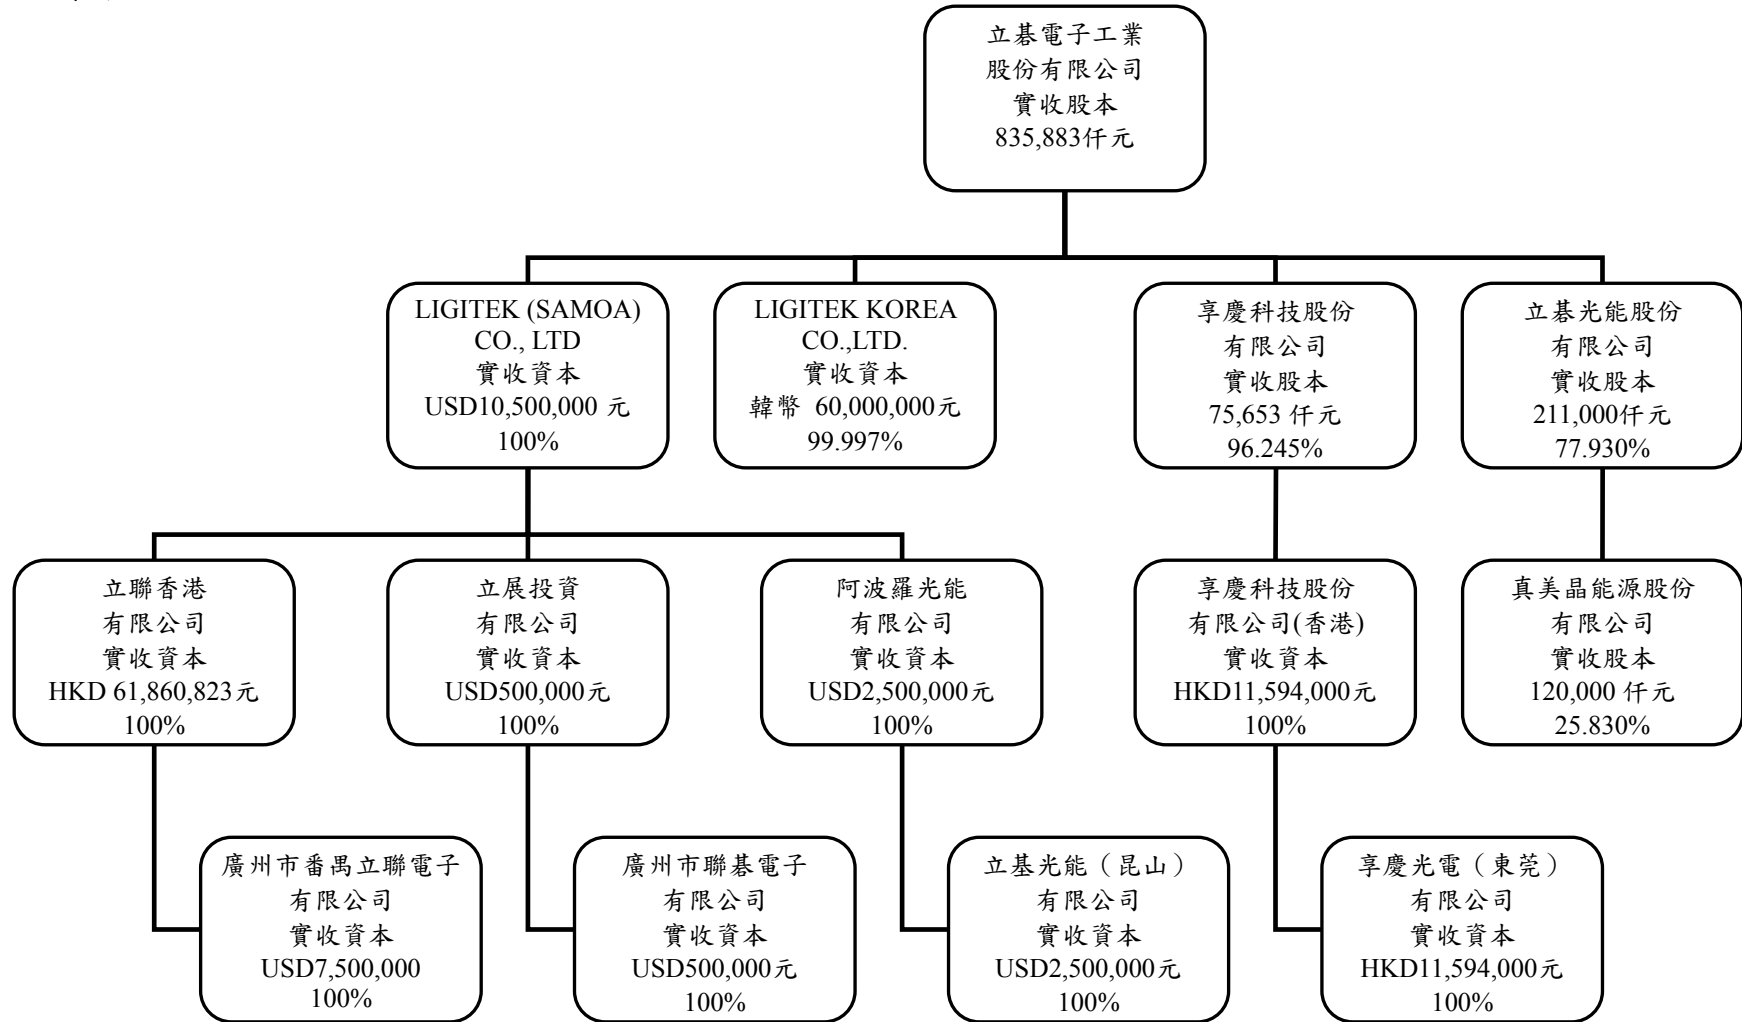 立碁電子工業
股份有限公司
實收股本
835,883仟元
LIGITEK (SAMOA)
CO., LTD
實收資本
USD10,500,000 元
100%
LIGITEK KOREA
CO.,LTD.
實收資本
韓幣 60,000,000元
99.997%
享慶科技股份
有限公司
實收股本
75,653 仟元
96.245%
立碁光能股份
有限公司
實收股本
211,000仟元
77.930%
立聯香港
有限公司
實收資本
HKD 61,860,823元
100%
立展投資
有限公司
實收資本
USD500,000元
100%
阿波羅光能
有限公司
實收資本
USD2,500,000元
100%
享慶科技股份
有限公司(香港)
實收資本
HKD11,594,000元
100%
真美晶能源股份
有限公司
實收股本
120,000 仟元
25.830%
廣州市番禺立聯電子
有限公司
實收資本
USD7,500,000
100%
廣州市聯碁電子
有限公司
實收資本
USD500,000元
100%
立基光能（昆山）
有限公司
實收資本
USD2,500,000元
100%
享慶光電（東莞）
有限公司
實收資本
HKD11,594,000元
100%